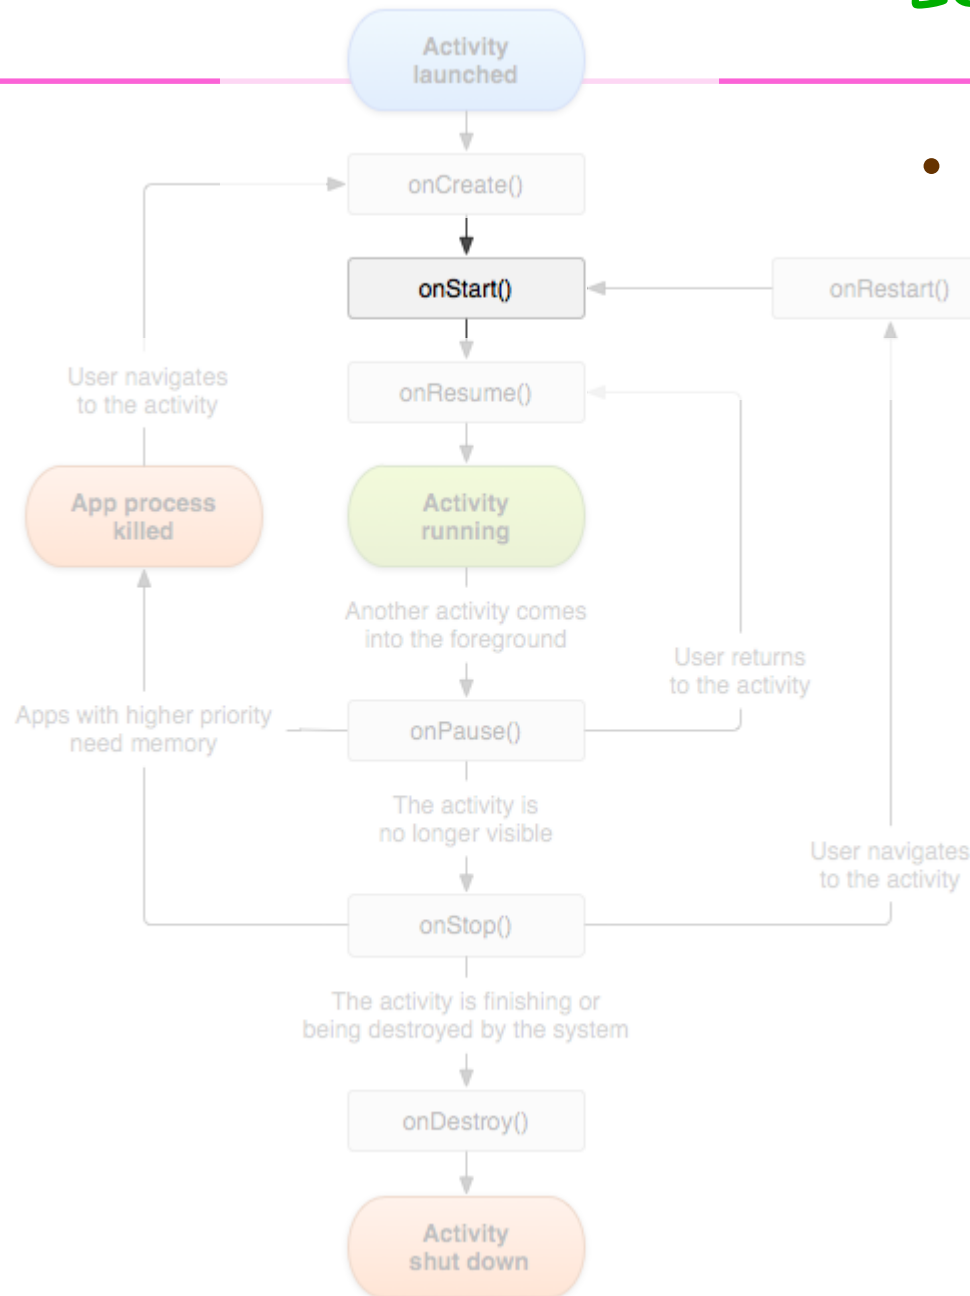 Activity
launched
onCreate()
onStart()
onRestart()
User navigates
to the activity
onResume()
App process
killed
Activity
running
Another activity comes
into the foreground
User returns
to the activity
Apps with higher priority
need memory
onPause()
The activity is
no longer visible
User navigates
to the activity
onStop()
The activity is finishing or
being destroyed by the system
onDestroy()
Activity
shut down